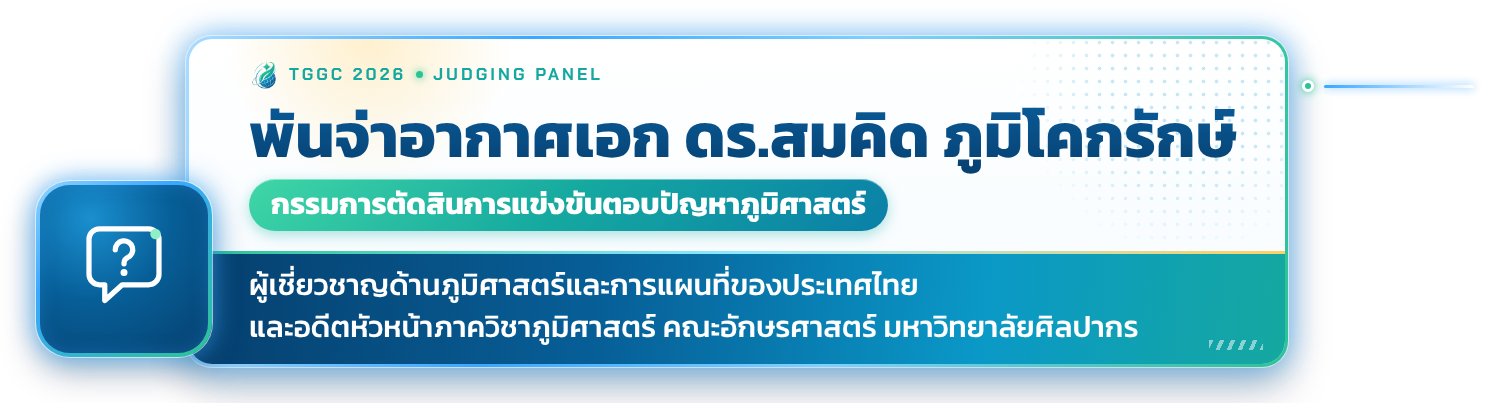 TGGC 2026 • JUDGING PANEL
พันจ่าอากาศเอก ดร.สมคิด ภูมิโคกรักษ์
กรรมการตัดสินการแข่งขันตอบปัญหาภูมิศาสตร์
?
ผู้เชี่ยวชาญด้านภูมิศาสตร์และการแผนที่ของประเทศไทย
และอดีตหัวหน้าภาควิชาภูมิศาสตร์ คณะอักษรศาสตร์ มหาวิทยาลัยศิลปากร